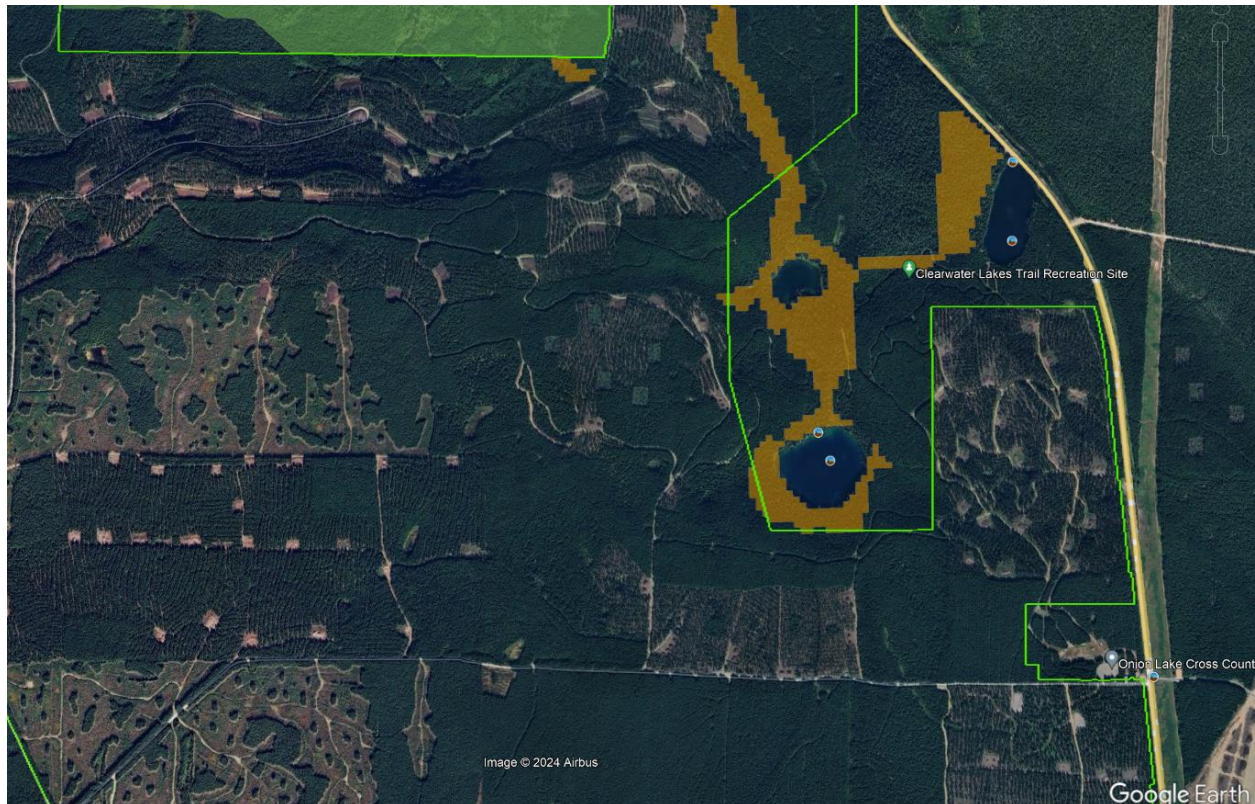 Clearwater Lakes Trail Recreation Site
Onion Lake Cross Count
Image © 2024 Airbus
Google Earth